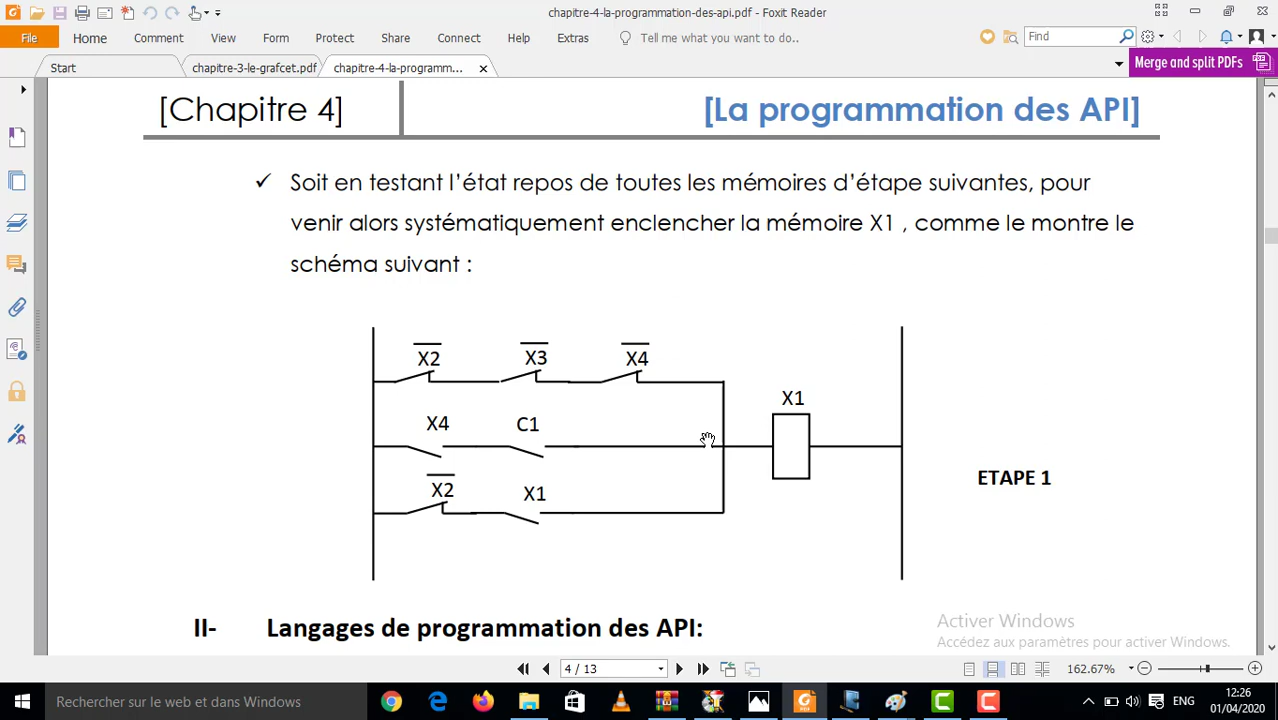 chapitre-4-la-programmation-des-api.pdf - Foxit Reader
File Home Comment View Form Protect Share Connect Help Extras Tell me what you want to do.. Find
Start chapitre-3-le-grafcet.pdf chapitre-4-la-programm... Merge and split PDFs
[Chapitre 4] [La programmation des API]
✓ Soit en testant l’état repos de toutes les mémoires d’étape suivantes, pour
venir alors systématiquement enclencher la mémoire X1 , comme le montre le
schéma suivant :
X̅2̅ X̅3̅ X̅4̅
X1
X4 C1
ETAPE 1
X̅2̅ X1
II- Langages de programmation des API:
Activer Windows
Accédez aux paramètres pour activer Windows.
4 / 13 162.67%
Rechercher sur le web et dans Windows ENG 12:26
01/04/2020